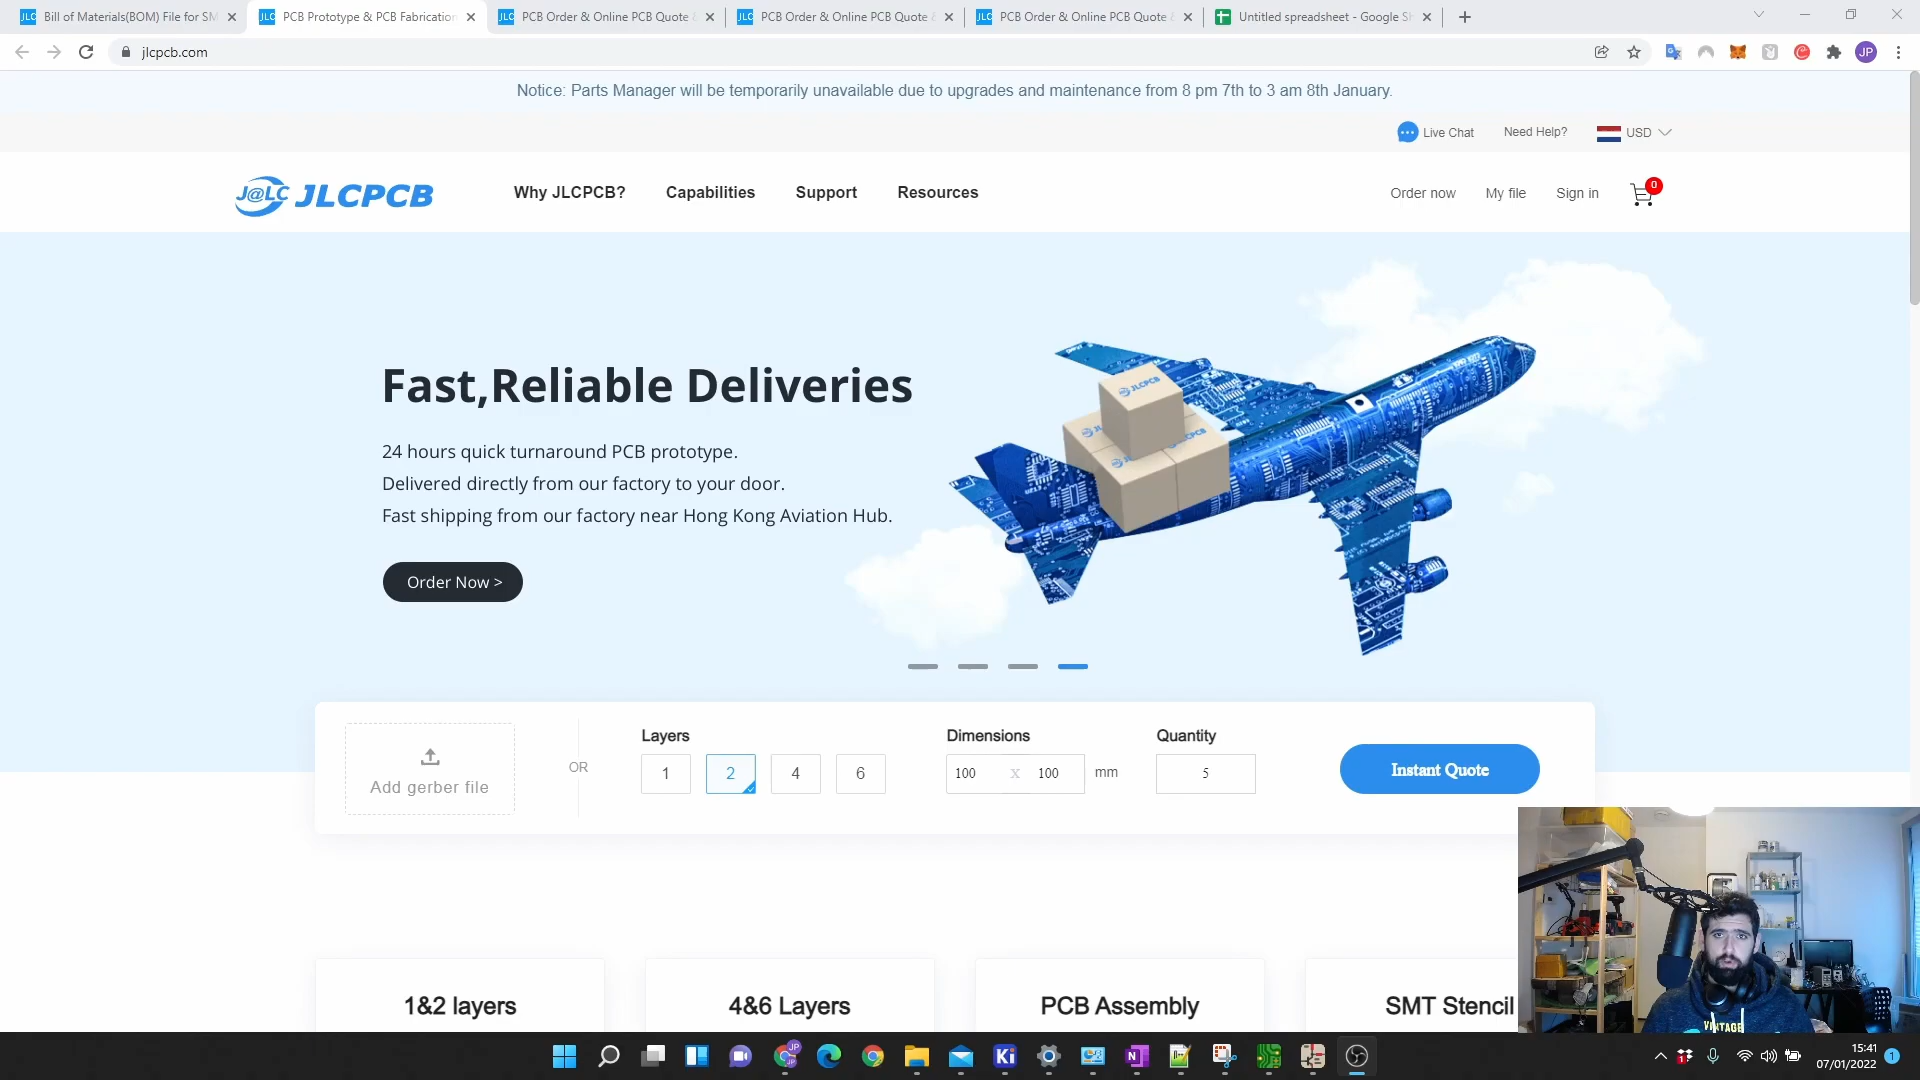 Bill of Materials(BOM) File for SM
PCB Prototype & PCB Fabrication
PCB Order & Online PCB Quote &
PCB Order & Online PCB Quote &
PCB Order & Online PCB Quote &
Untitled spreadsheet - Google S
jlcpcb.com
JP
Notice: Parts Manager will be temporarily unavailable due to upgrades and maintenance from 8 pm 7th to 3 am 8th January.
Live Chat
Need Help?
USD
J@LC JLCPCB
Why JLCPCB?
Capabilities
Support
Resources
Order now
My file
Sign in
0
Fast,Reliable Deliveries
24 hours quick turnaround PCB prototype.
Delivered directly from our factory to your door.
Fast shipping from our factory near Hong Kong Aviation Hub.
Order Now >
Add gerber file
OR
Layers
1 2 4 6
Dimensions
100 x 100 mm
Quantity
5
Instant Quote
1&2 layers
4&6 Layers
PCB Assembly
SMT Stencil
VINTAGE
15:41
07/01/2022
1